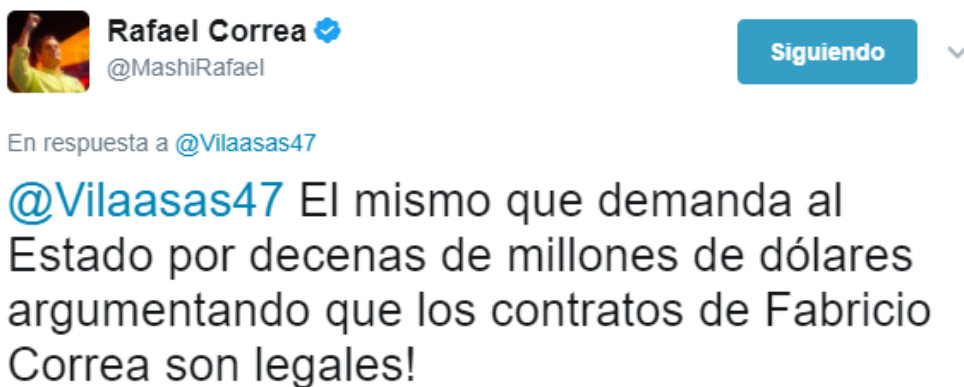 Rafael Correa
@MashiRafael
Siguiendo
En respuesta a @Vilaasas47
@Vilaasas47 El mismo que demanda al
Estado por decenas de millones de dólares
argumentando que los contratos de Fabricio
Correa son legales!